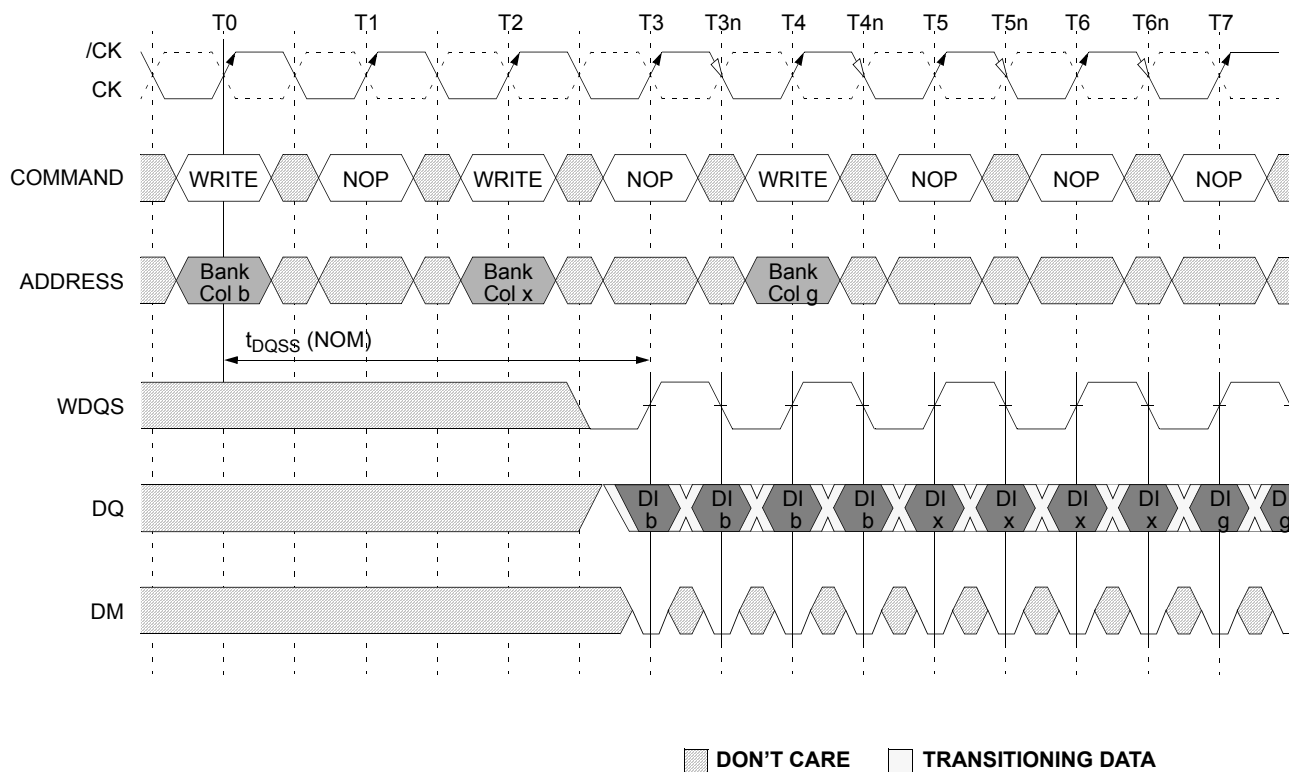 T0 T1 T2 T3 T3n T4 T4n T5 T5n T6 T6n T7
/CK
CK
COMMAND WRITE NOP WRITE NOP WRITE NOP NOP NOP
ADDRESS Bank Col b Bank Col x Bank Col g
tDQSS (NOM)
WDQS
DQ DI b DI b DI b DI b DI x DI x DI x DI x DI g D g
DM
DON'T CARE TRANSITIONING DATA